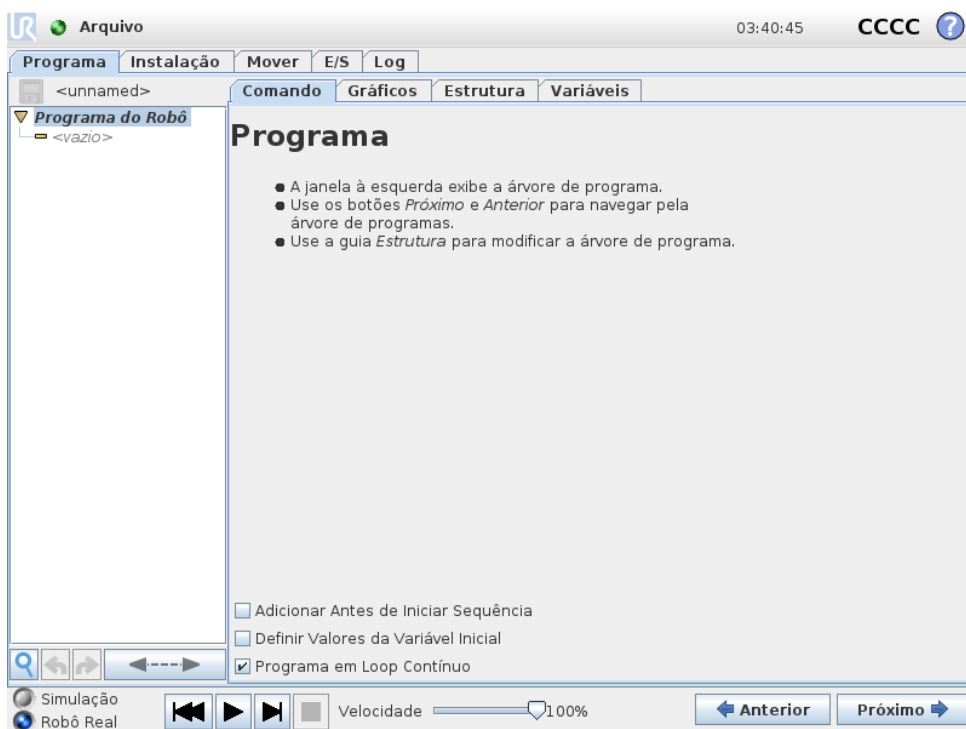 UR Arquivo 03:40:45 CCCC ?
Programa Instalação Mover E/S Log
<unnamed>
Comando Gráficos Estrutura Variáveis
Programa do Robô
<vazio>
Programa
A janela à esquerda exibe a árvore de programa.
Use os botões Próximo e Anterior para navegar pela
árvore de programas.
Use a guia Estrutura para modificar a árvore de programa.
Adicionar Antes de Iniciar Sequência
Definir Valores da Variável Inicial
Programa em Loop Contínuo
Simulação
Robô Real
Velocidade 100%
Anterior Próximo